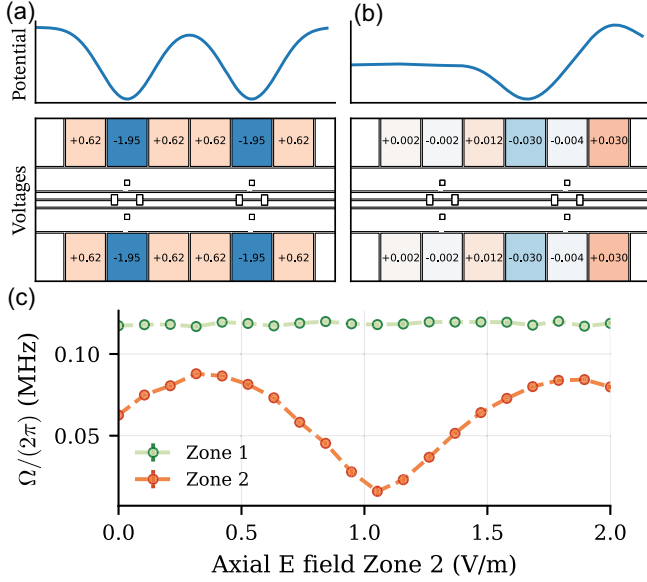 (a)
(b)
Potential
Voltages
+0.62 -1.95 +0.62 +0.62 -1.95 +0.62
+0.002 -0.002 +0.012 -0.030 -0.004 +0.030
+0.62 -1.95 +0.62 +0.62 -1.95 +0.62
+0.002 -0.002 +0.012 -0.030 -0.004 +0.030
(c)
Ω/(2π) (MHz)
0.10
0.05
Zone 1
Zone 2
0.0 0.5 1.0 1.5 2.0
Axial E field Zone 2 (V/m)